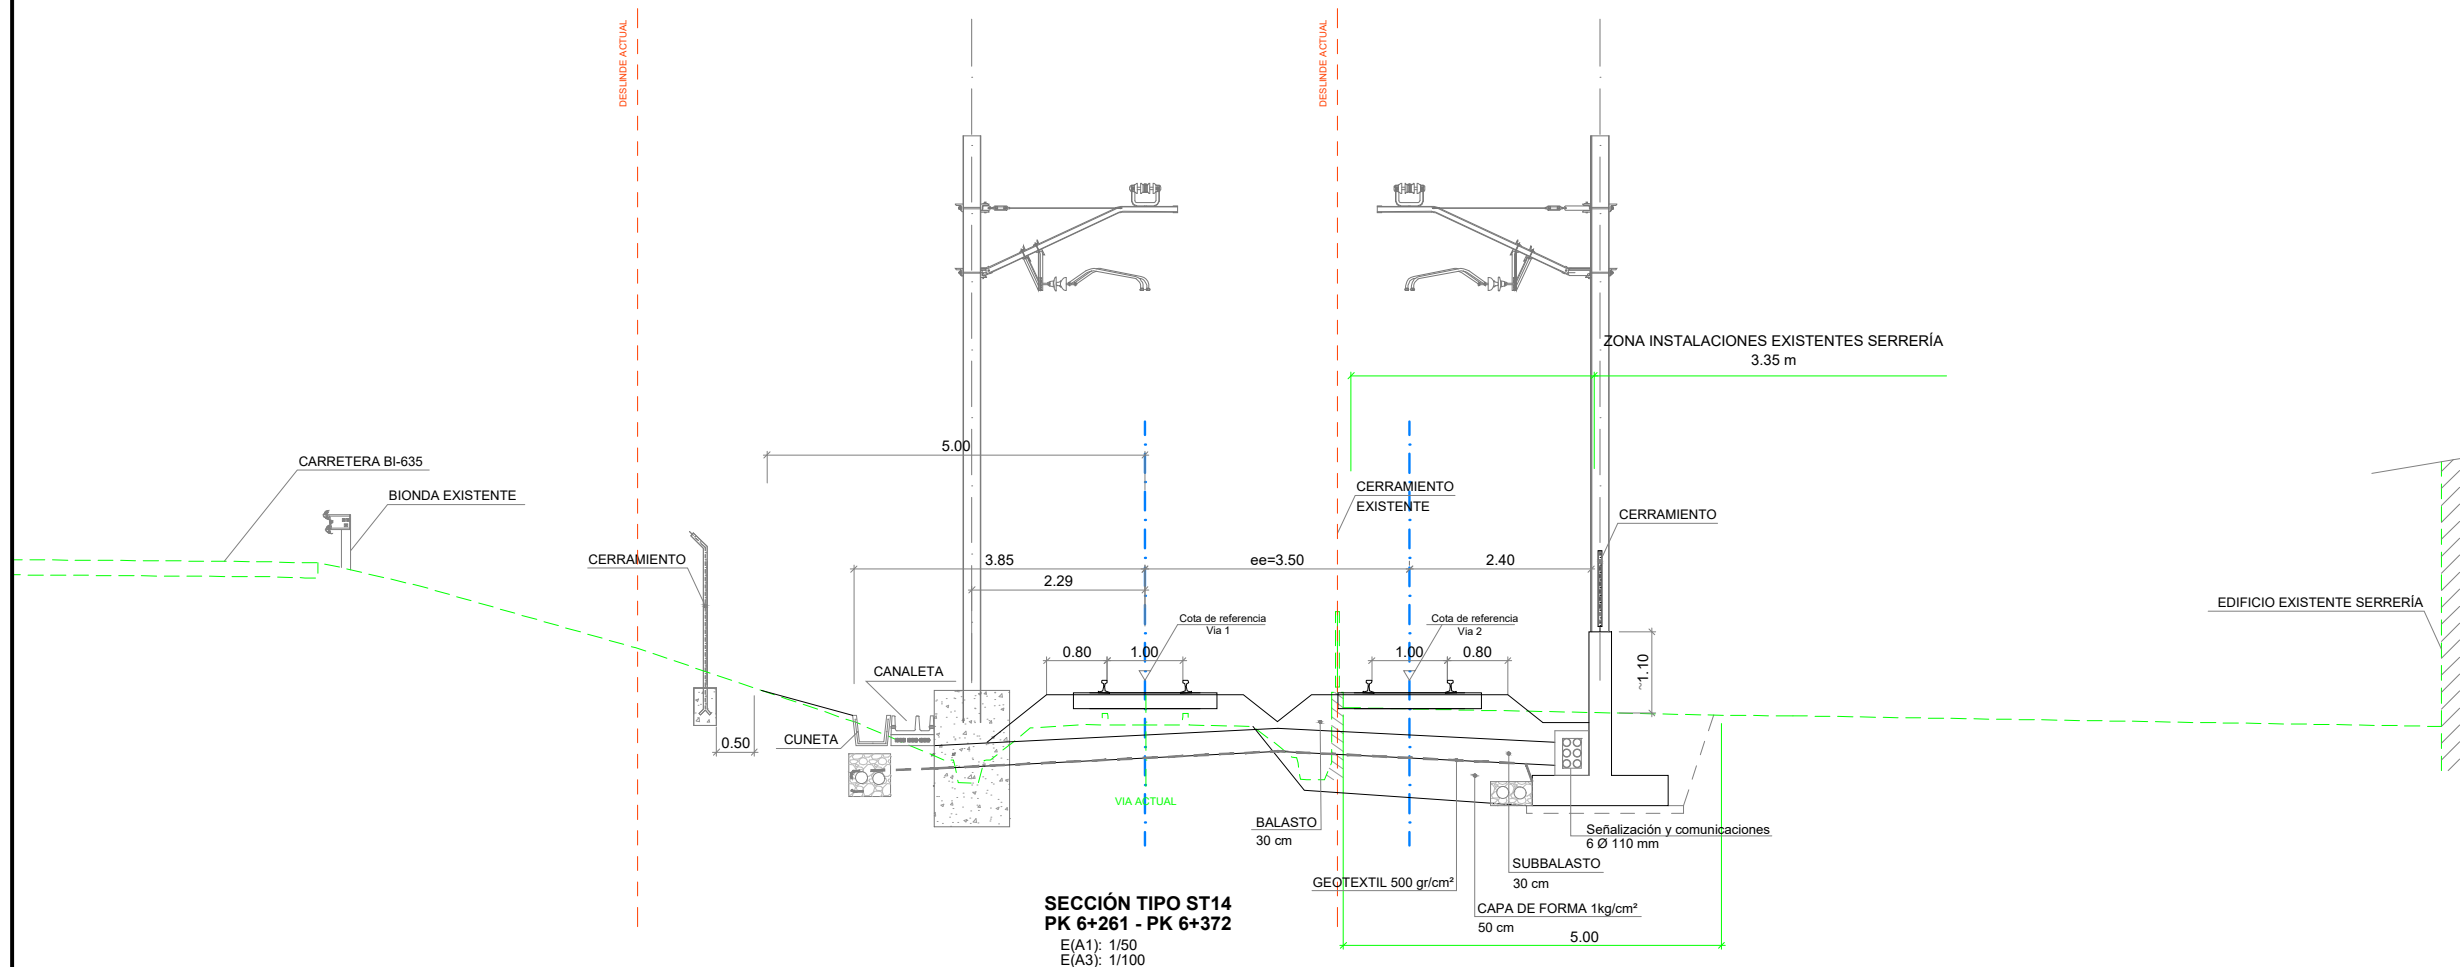 DESLINDE ACTUAL
DESLINDE ACTUAL
ZONA INSTALACIONES EXISTENTES SERRERÍA
3.35 m
5.00
CARRETERA BI-635
BIONDA EXISTENTE
CERRAMIENTO
EXISTENTE
CERRAMIENTO
CERRAMIENTO
3.85
ee=3.50
2.40
2.29
EDIFICIO EXISTENTE SERRERÍA
Cota de referencia
Via 1
Cota de referencia
Via 2
0.80
1.00
1.00
0.80
~1.10
CANALETA
CUNETA
0.50
VIA ACTUAL
BALASTO
30 cm
Señalización y comunicaciones
6 Ø 110 mm
SUBBALASTO
30 cm
GEOTEXTIL 500 gr/cm²
CAPA DE FORMA 1kg/cm²
50 cm
5.00
SECCIÓN TIPO ST14
PK 6+261 - PK 6+372
E(A1): 1/50
E(A3): 1/100